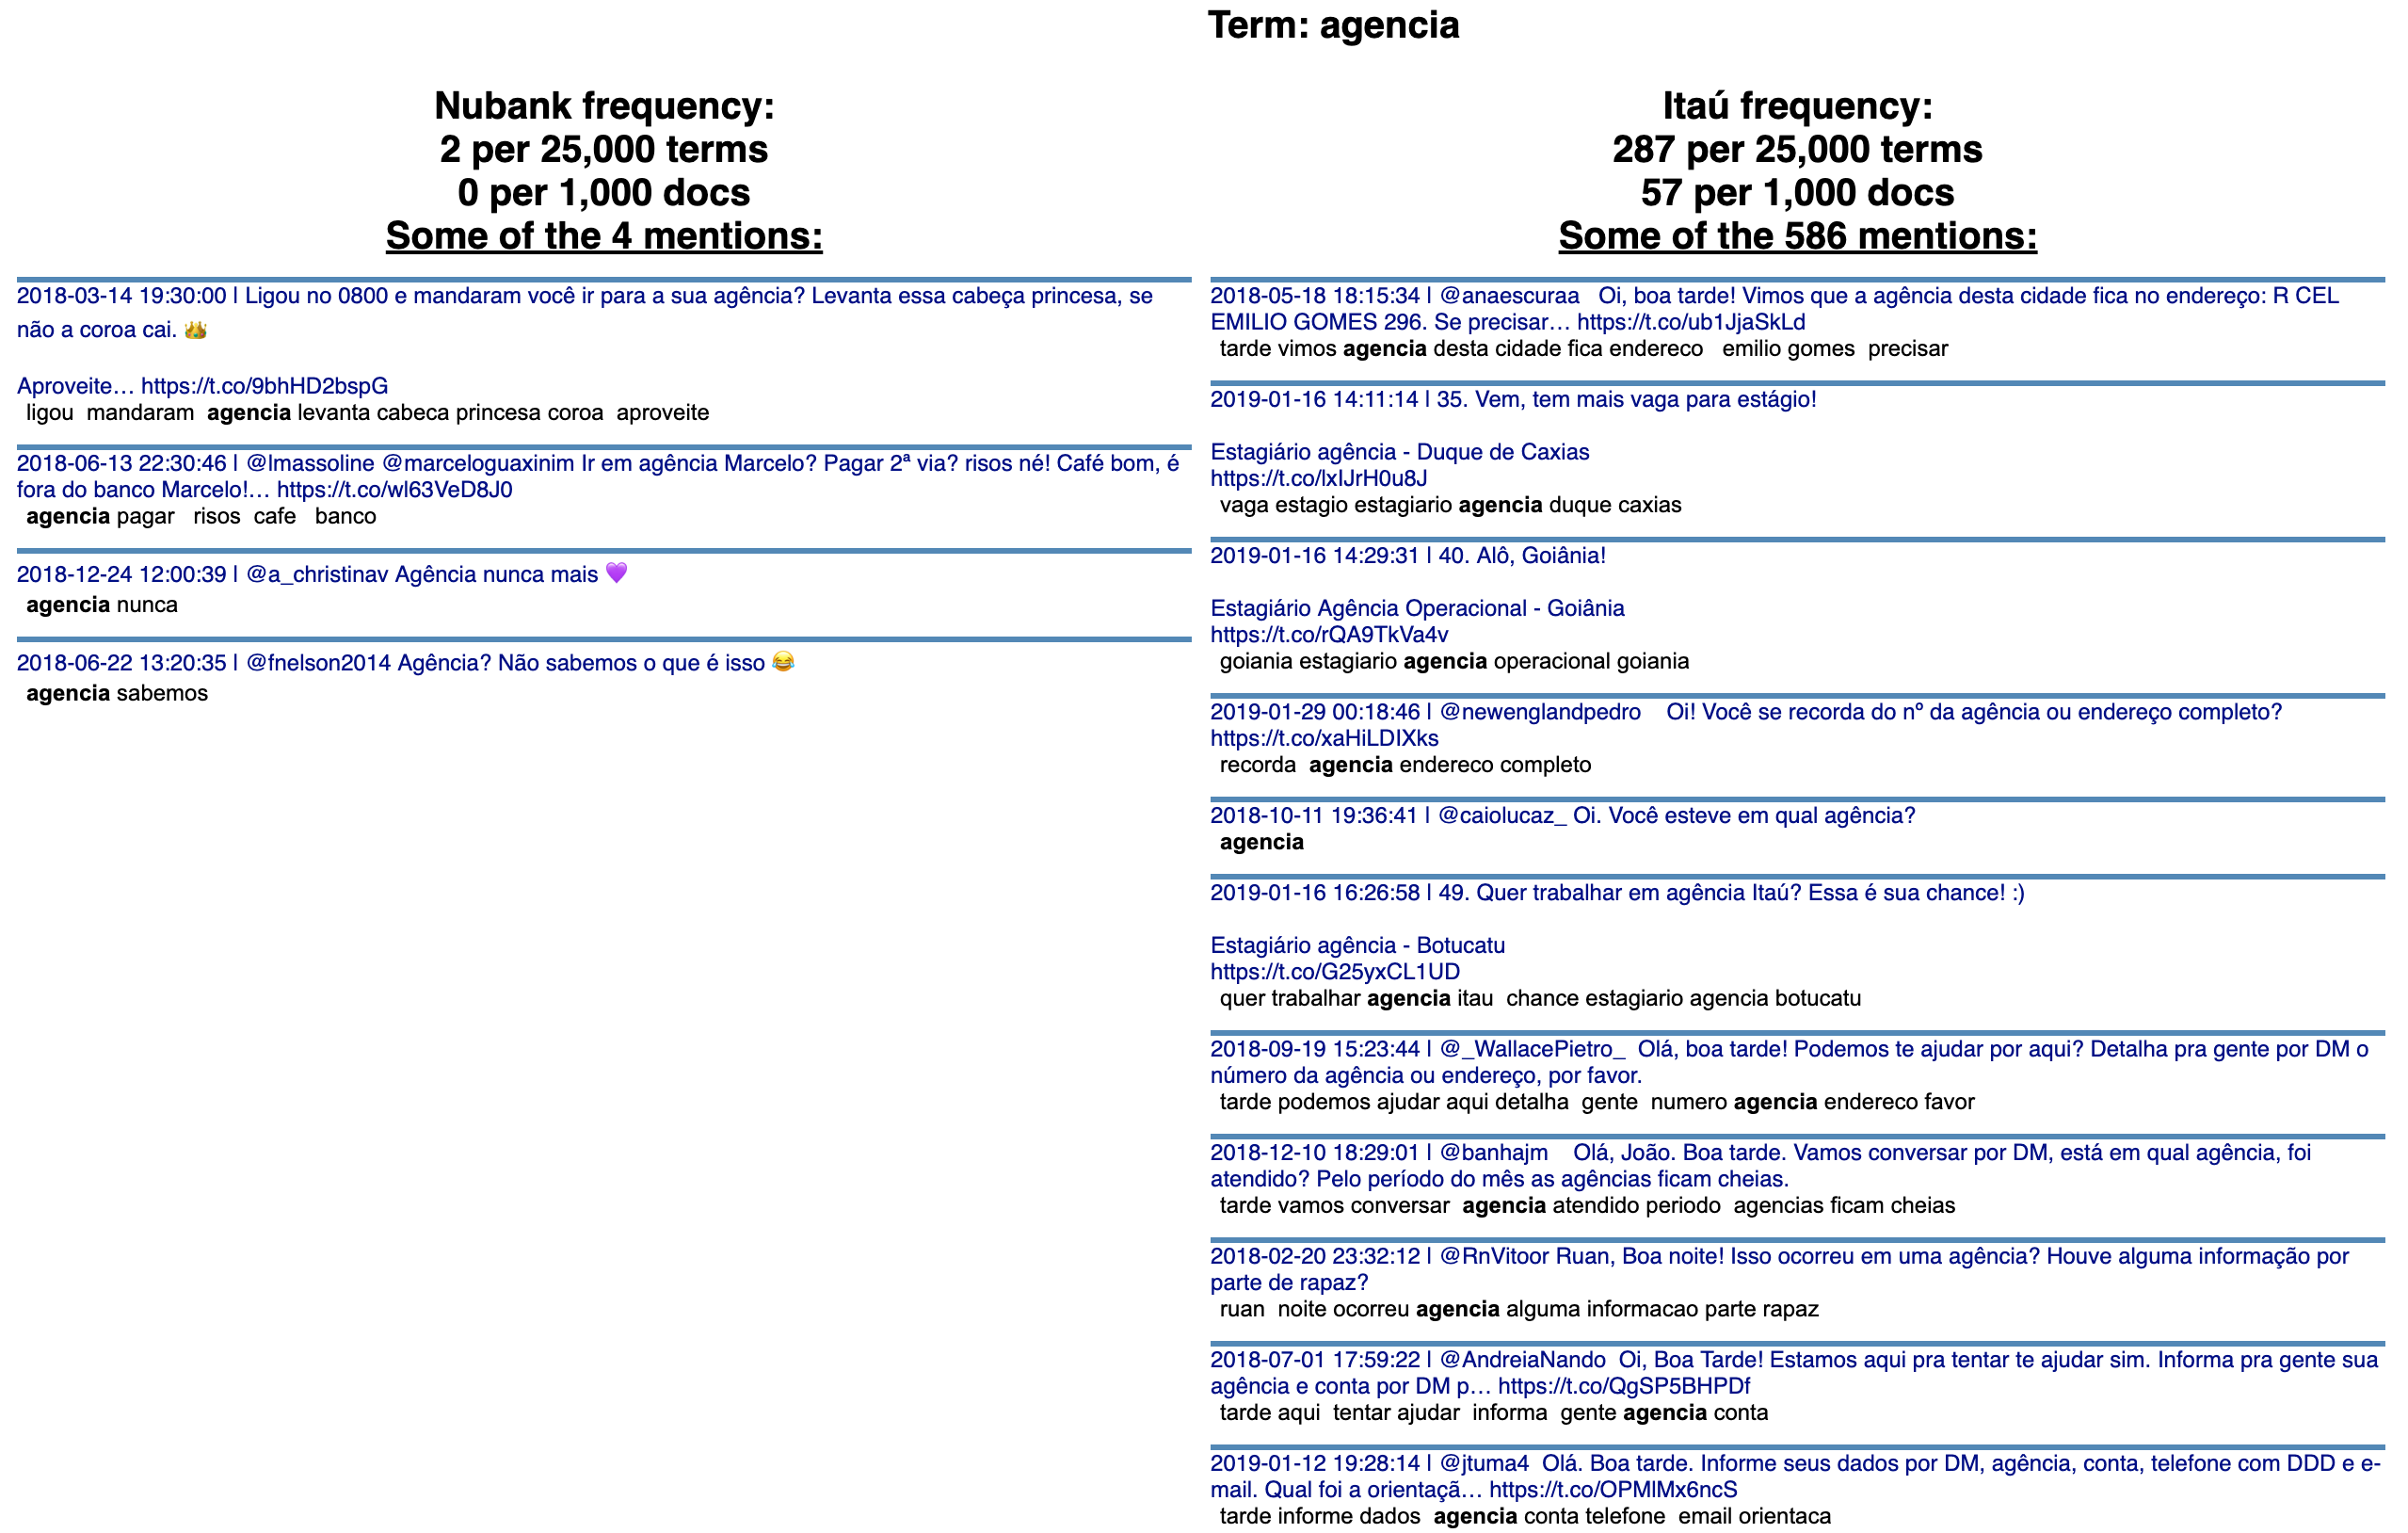 Term: agencia
Nubank frequency:
2 per 25,000 terms
0 per 1,000 docs
Some of the 4 mentions:
2018-03-14 19:30:00 | Ligou no 0800 e mandaram você ir para a sua agência? Levanta essa cabeça princesa, se
não a coroa cai. 👑
Aproveite… https://t.co/9bhHD2bspG
ligou mandaram agencia levanta cabeca princesa coroa aproveite
2018-06-13 22:30:46 | @lmassoline @marceloguaxinim Ir em agência Marcelo? Pagar 2ª via? risos né! Café bom, é
fora do banco Marcelo!… https://t.co/wl63VeD8J0
agencia pagar risos cafe banco
2018-12-24 12:00:39 | @a_christinav Agência nunca mais 💜
agencia nunca
2018-06-22 13:20:35 | @fnelson2014 Agência? Não sabemos o que é isso 😂
agencia sabemos
Itaú frequency:
287 per 25,000 terms
57 per 1,000 docs
Some of the 586 mentions:
2018-05-18 18:15:34 | @anaescuraa Oi, boa tarde! Vimos que a agência desta cidade fica no endereço: R CEL
EMILIO GOMES 296. Se precisar… https://t.co/ub1JjaSkLd
tarde vimos agencia desta cidade fica endereco emilio gomes precisar
2019-01-16 14:11:14 | 35. Vem, tem mais vaga para estágio!
Estagiário agência - Duque de Caxias
https://t.co/lxIJrH0u8J
vaga estagio estagiario agencia duque caxias
2019-01-16 14:29:31 | 40. Alô, Goiânia!
Estagiário Agência Operacional - Goiânia
https://t.co/rQA9TkVa4v
goiania estagiario agencia operacional goiania
2019-01-29 00:18:46 | @newenglandpedro Oi! Você se recorda do nº da agência ou endereço completo?
https://t.co/xaHiLDIXks
recorda agencia endereco completo
2018-10-11 19:36:41 | @caiolucaz_ Oi. Você esteve em qual agência?
agencia
2019-01-16 16:26:58 | 49. Quer trabalhar em agência Itaú? Essa é sua chance! :)
Estagiário agência - Botucatu
https://t.co/G25yxCL1UD
quer trabalhar agencia itau chance estagiario agencia botucatu
2018-09-19 15:23:44 | @_WallacePietro_ Olá, boa tarde! Podemos te ajudar por aqui? Detalha pra gente por DM o
número da agência ou endereço, por favor.
tarde podemos ajudar aqui detalha gente numero agencia endereco favor
2018-12-10 18:29:01 | @banhajm Olá, João. Boa tarde. Vamos conversar por DM, está em qual agência, foi
atendido? Pelo período do mês as agências ficam cheias.
tarde vamos conversar agencia atendido periodo agencias ficam cheias
2018-02-20 23:32:12 | @RnVitoor Ruan, Boa noite! Isso ocorreu em uma agência? Houve alguma informação por
parte de rapaz?
ruan noite ocorreu agencia alguma informacao parte rapaz
2018-07-01 17:59:22 | @AndreiaNando Oi, Boa Tarde! Estamos aqui pra tentar te ajudar sim. Informa pra gente sua
agência e conta por DM p… https://t.co/QgSP5BHPDf
tarde aqui tentar ajudar informa gente agencia conta
2019-01-12 19:28:14 | @jtuma4 Olá. Boa tarde. Informe seus dados por DM, agência, conta, telefone com DDD e e-
mail. Qual foi a orientaçã… https://t.co/OPMlMx6ncS
tarde informe dados agencia conta telefone email orientaca